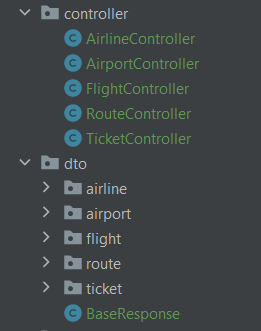 controller
AirlineController
AirportController
FlightController
RouteController
TicketController
dto
airline
airport
flight
route
ticket
BaseResponse